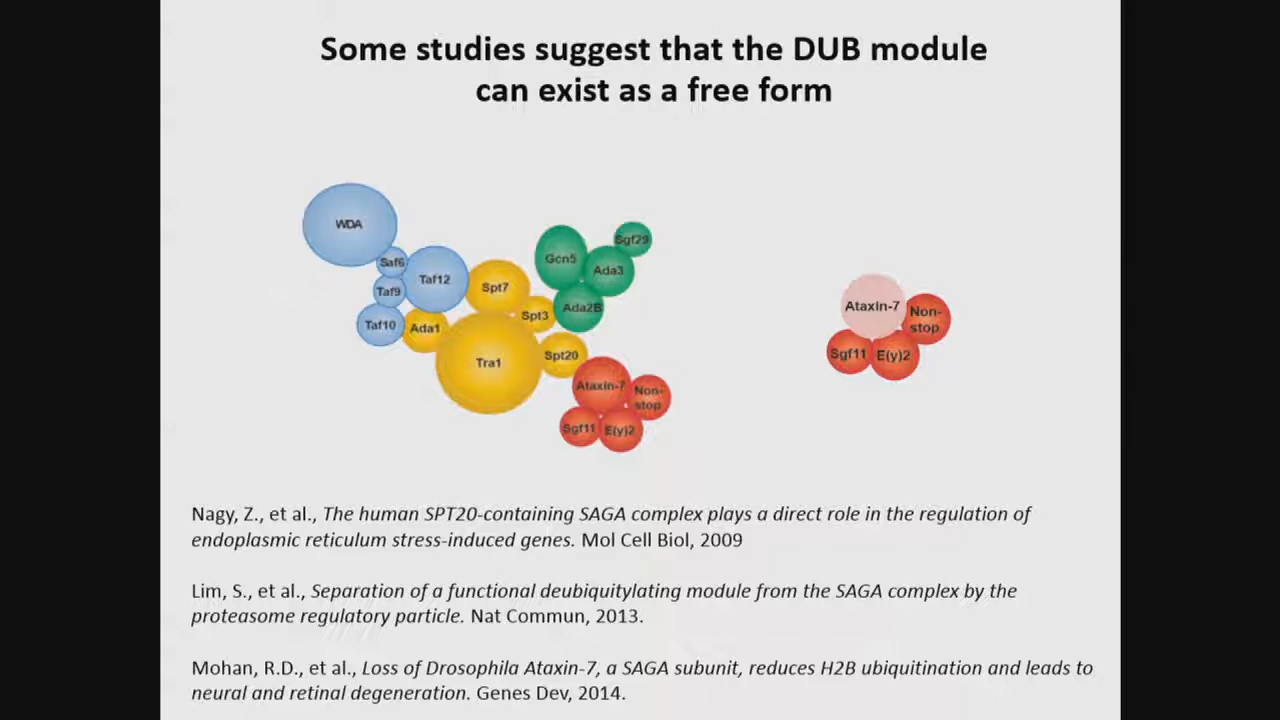 Some studies suggest that the DUB module
can exist as a free form
WDA
Saf6
Taf9
Taf10
Taf12
Ada1
Spt7
Spt3
Tra1
Spt20
Gcn5
Sgf29
Ada3
Ada2B
Ataxin-7
Non-
stop
Sgf11
E(y)2
Ataxin-7
Non-
stop
Sgf11
E(y)2
Nagy, Z., et al., The human SPT20-containing SAGA complex plays a direct role in the regulation of
endoplasmic reticulum stress-induced genes. Mol Cell Biol, 2009
Lim, S., et al., Separation of a functional deubiquitylating module from the SAGA complex by the
proteasome regulatory particle. Nat Commun, 2013.
Mohan, R.D., et al., Loss of Drosophila Ataxin-7, a SAGA subunit, reduces H2B ubiquitination and leads to
neural and retinal degeneration. Genes Dev, 2014.